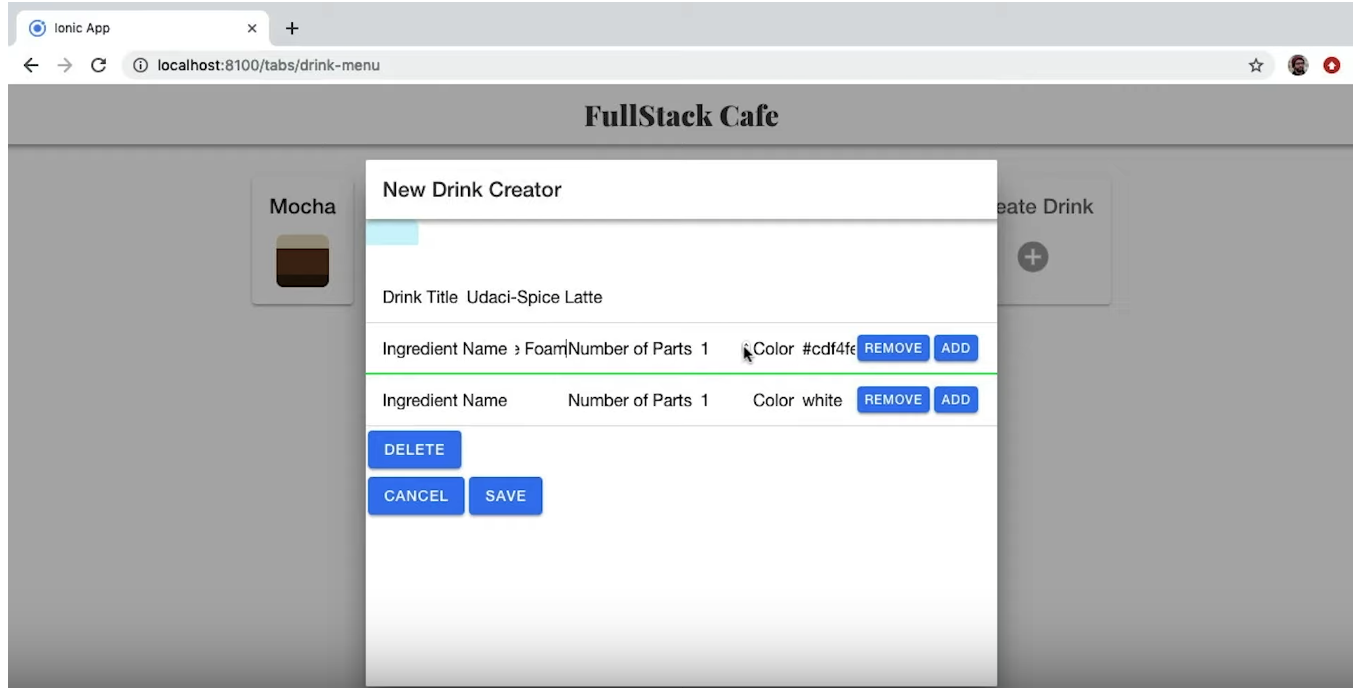 Ionic App
localhost:8100/tabs/drink-menu
FullStack Cafe
Mocha
New Drink Creator
eate Drink
Drink Title Udaci-Spice Latte
Ingredient Name e Foam Number of Parts 1 Color #cdf4fe REMOVE ADD
Ingredient Name Number of Parts 1 Color white REMOVE ADD
DELETE
CANCEL SAVE